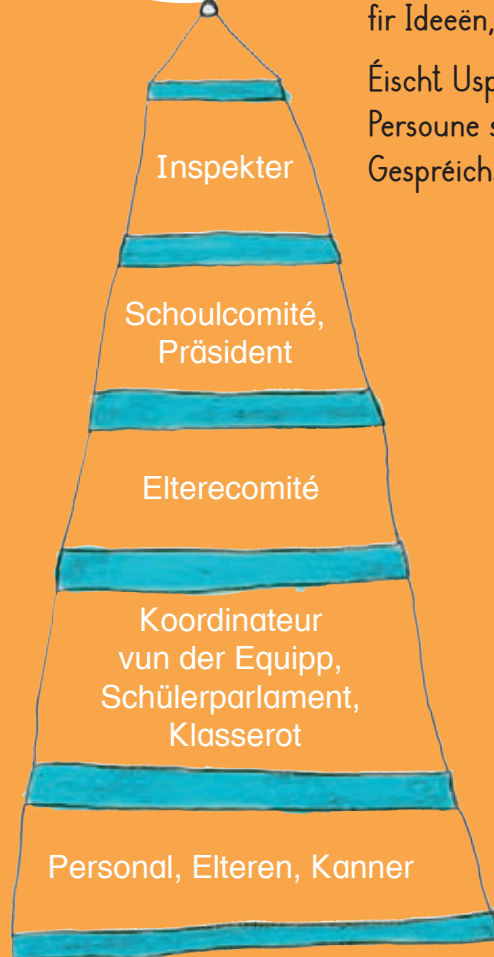 fir Ideeën,
Éischt Usp
Persoune s
Gespréichs
Inspekter
Schoulcomité,
Präsident
Elterecomité
Koordinateur
vun der Equipp,
Schülerparlament,
Klasserot
Personal, Elteren, Kanner